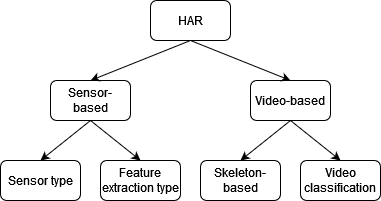 HAR
Sensor-
based
Video-based
Sensor type
Feature
extraction type
Skeleton-
based
Video
classification